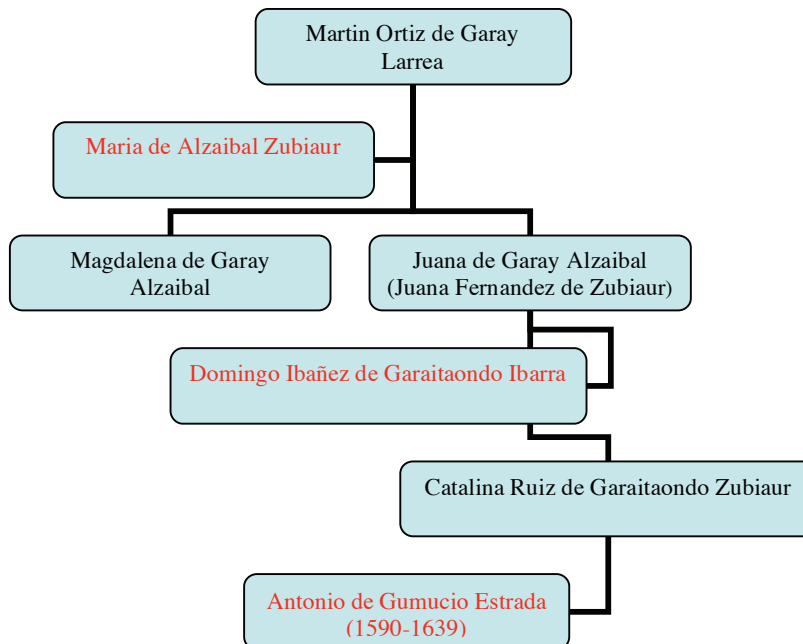 Martin Ortiz de Garay
Larrea
Maria de Alzaibal Zubiaur
Magdalena de Garay
Alzaibal
Juana de Garay Alzaibal
(Juana Fernandez de Zubiaur)
Domingo Ibañez de Garaitaondo Ibarra
Catalina Ruiz de Garaitaondo Zubiaur
Antonio de Gumucio Estrada
(1590-1639)